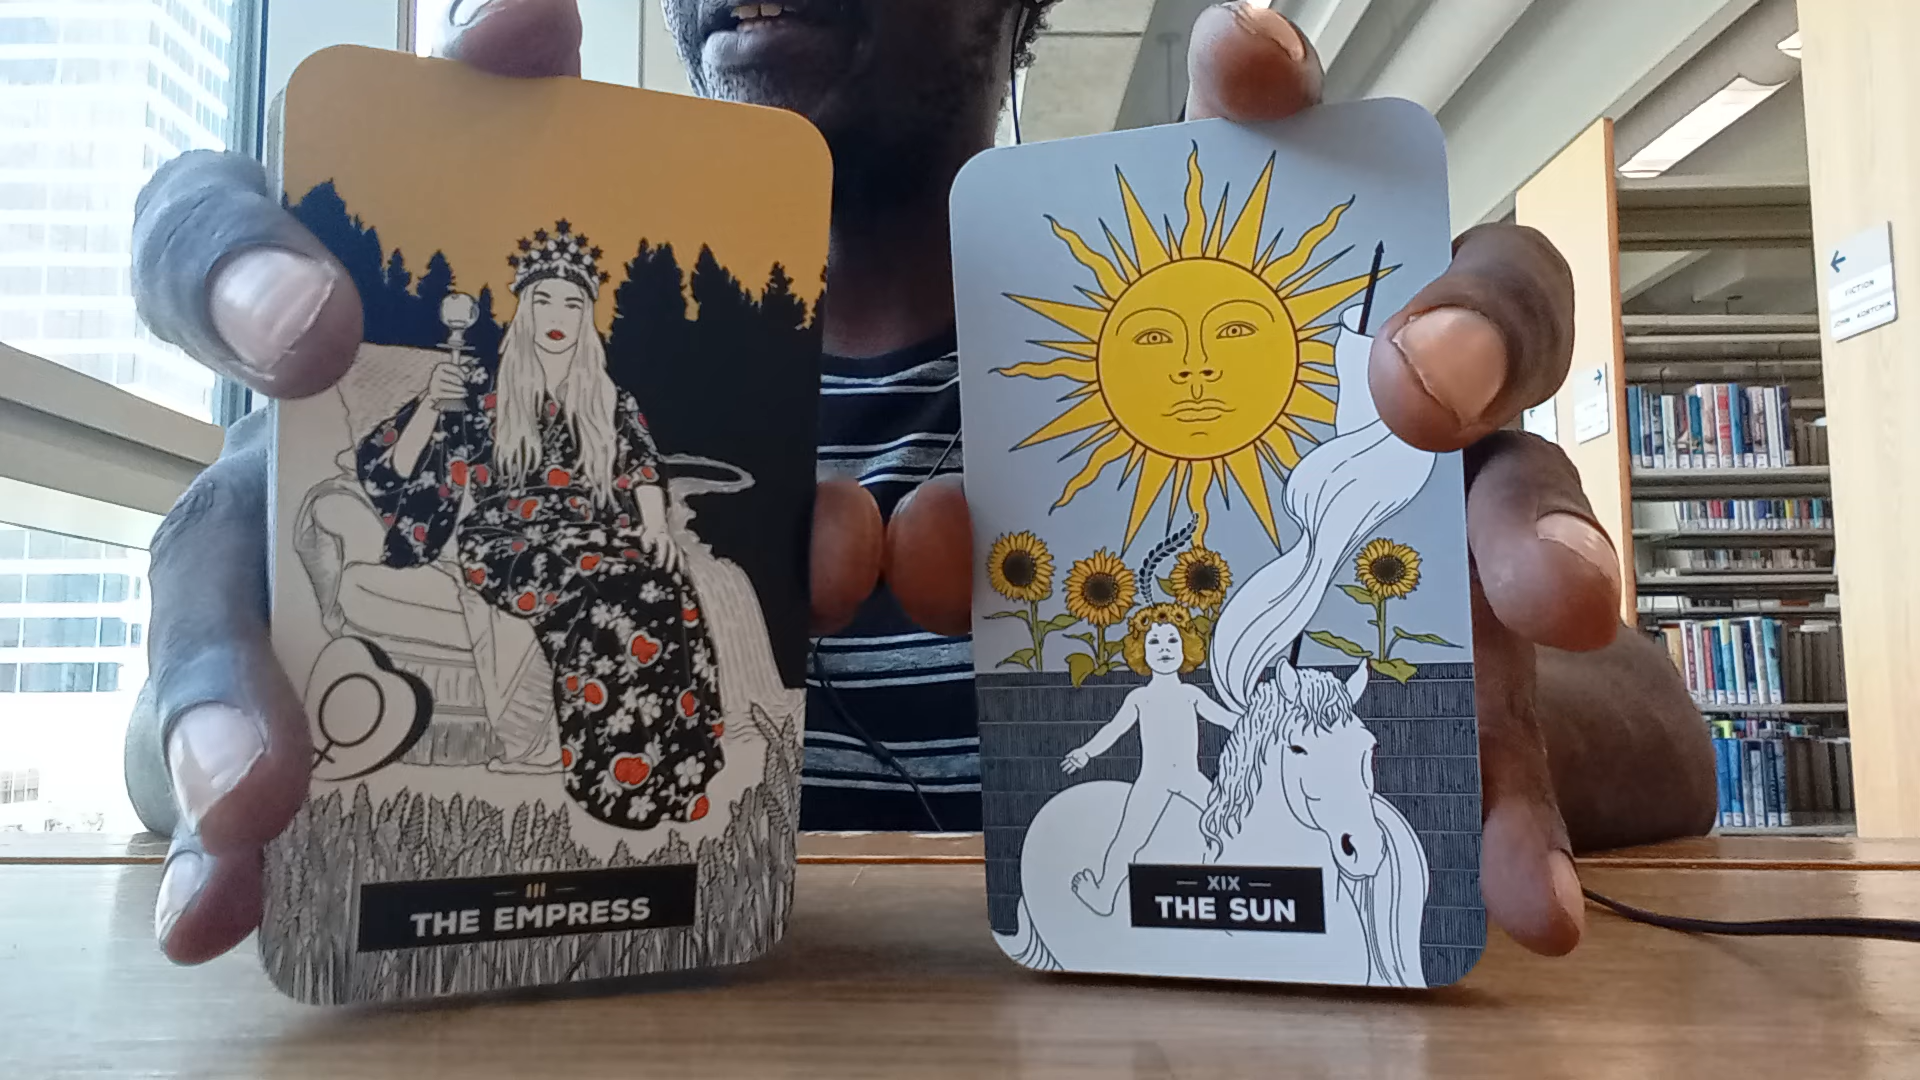 III
THE EMPRESS
XIX
THE SUN
FICTION